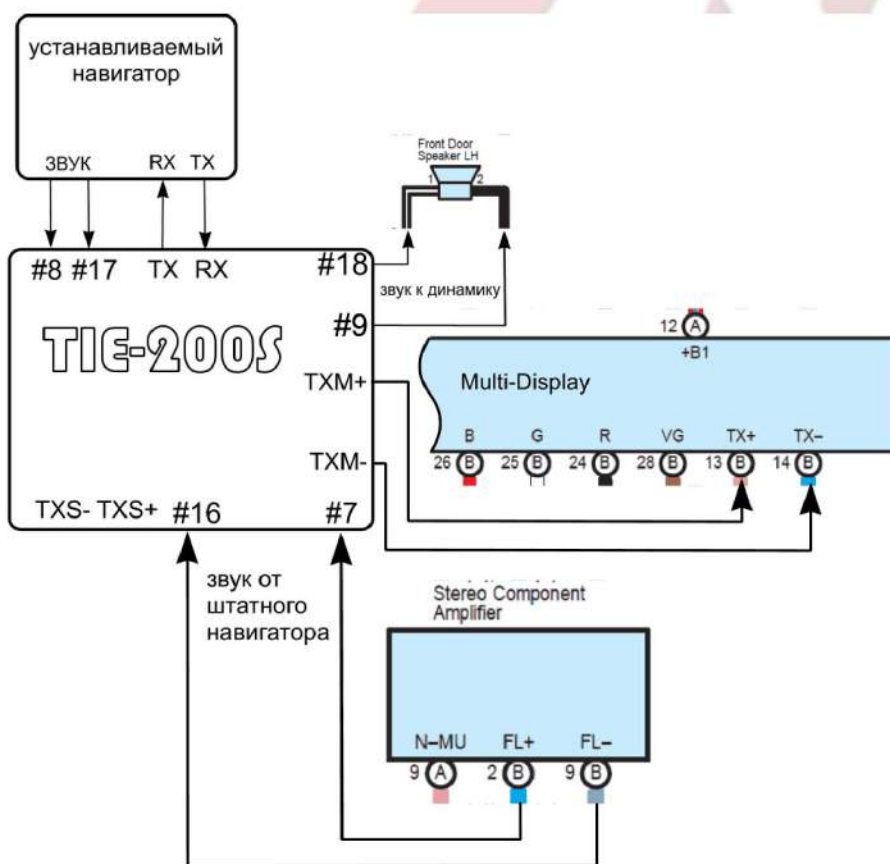 устанавливаемый
навигатор
ЗВУК RX TX
Front Door
Speaker LH
1 2
#8 #17 TX RX #18
звук к динамику
#9
TIE-200S
12 A
+B1
TXM+
Multi-Display
B G R VG TX+ TX–
26 B 25 B 24 B 28 B 13 B 14 B
TXM-
TXS- TXS+ #16 #7
звук от
штатного
навигатора
Stereo Component
Amplifier
N–MU FL+ FL–
9 A 2 B 9 B